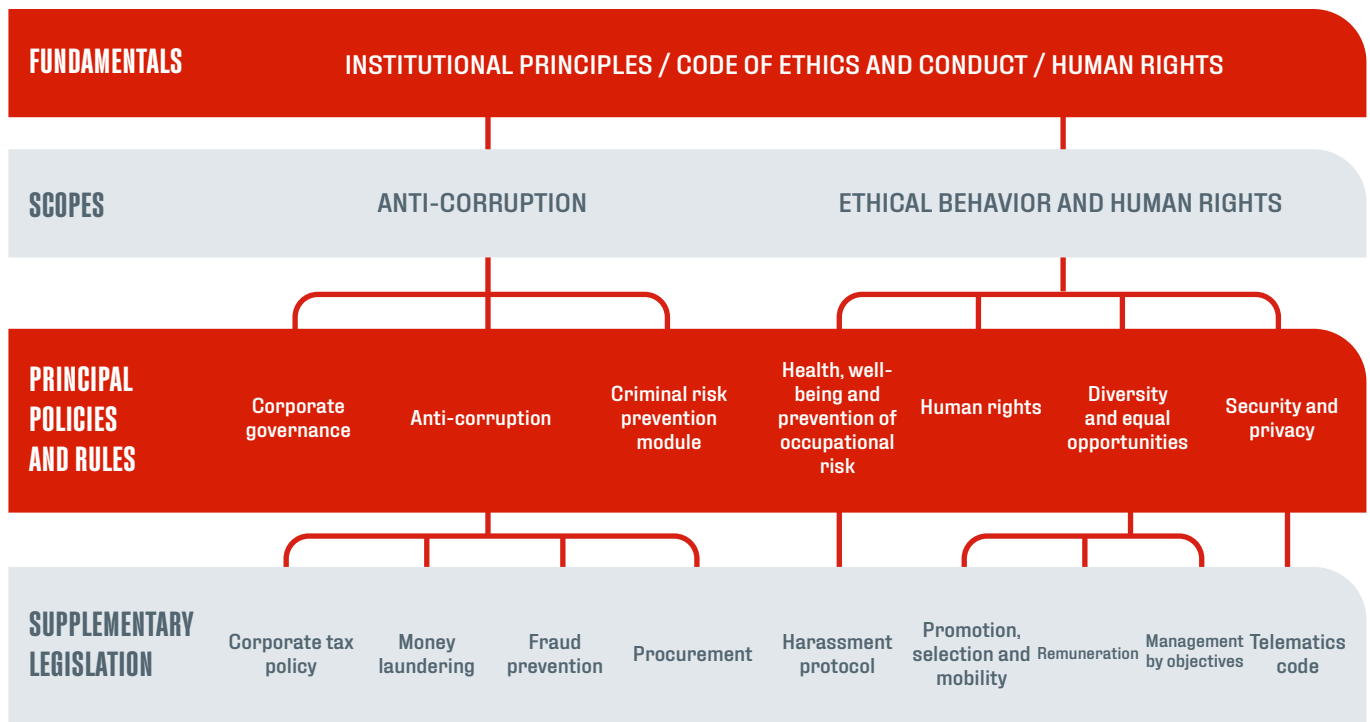 FUNDAMENTALS
INSTITUTIONAL PRINCIPLES / CODE OF ETHICS AND CONDUCT / HUMAN RIGHTS
SCOPES
ANTI-CORRUPTION
ETHICAL BEHAVIOR AND HUMAN RIGHTS
PRINCIPAL
POLICIES
AND RULES
Corporate
governance
Anti-corruption
Criminal risk
prevention
module
Health, well-
being and
prevention of
occupational
risk
Human rights
Diversity
and equal
opportunities
Security and
privacy
SUPPLEMENTARY
LEGISLATION
Corporate tax
policy
Money
laundering
Fraud
prevention
Procurement
Harassment
protocol
Promotion,
selection and
mobility
Remuneration
Management
by objectives
Telematics
code